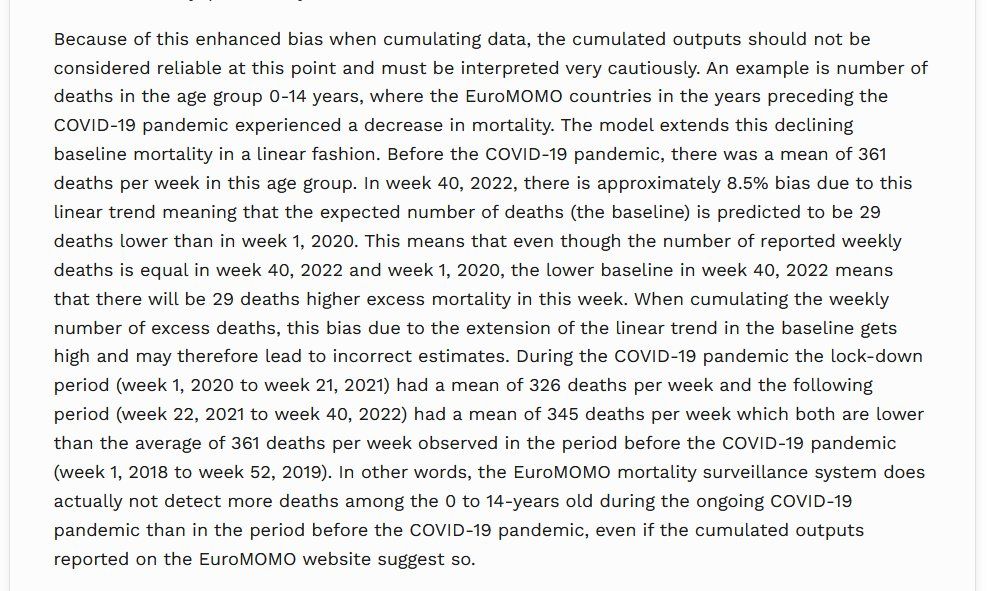 Because of this enhanced bias when cumulating data, the cumulated outputs should not be
considered reliable at this point and must be interpreted very cautiously. An example is number of
deaths in the age group 0-14 years, where the EuroMOMO countries in the years preceding the
COVID-19 pandemic experienced a decrease in mortality. The model extends this declining
baseline mortality in a linear fashion. Before the COVID-19 pandemic, there was a mean of 361
deaths per week in this age group. In week 40, 2022, there is approximately 8.5% bias due to this
linear trend meaning that the expected number of deaths (the baseline) is predicted to be 29
deaths lower than in week 1, 2020. This means that even though the number of reported weekly
deaths is equal in week 40, 2022 and week 1, 2020, the lower baseline in week 40, 2022 means
that there will be 29 deaths higher excess mortality in this week. When cumulating the weekly
number of excess deaths, this bias due to the extension of the linear trend in the baseline gets
high and may therefore lead to incorrect estimates. During the COVID-19 pandemic the lock-down
period (week 1, 2020 to week 21, 2021) had a mean of 326 deaths per week and the following
period (week 22, 2021 to week 40, 2022) had a mean of 345 deaths per week which both are lower
than the average of 361 deaths per week observed in the period before the COVID-19 pandemic
(week 1, 2018 to week 52, 2019). In other words, the EuroMOMO mortality surveillance system does
actually not detect more deaths among the 0 to 14-years old during the ongoing COVID-19
pandemic than in the period before the COVID-19 pandemic, even if the cumulated outputs
reported on the EuroMOMO website suggest so.